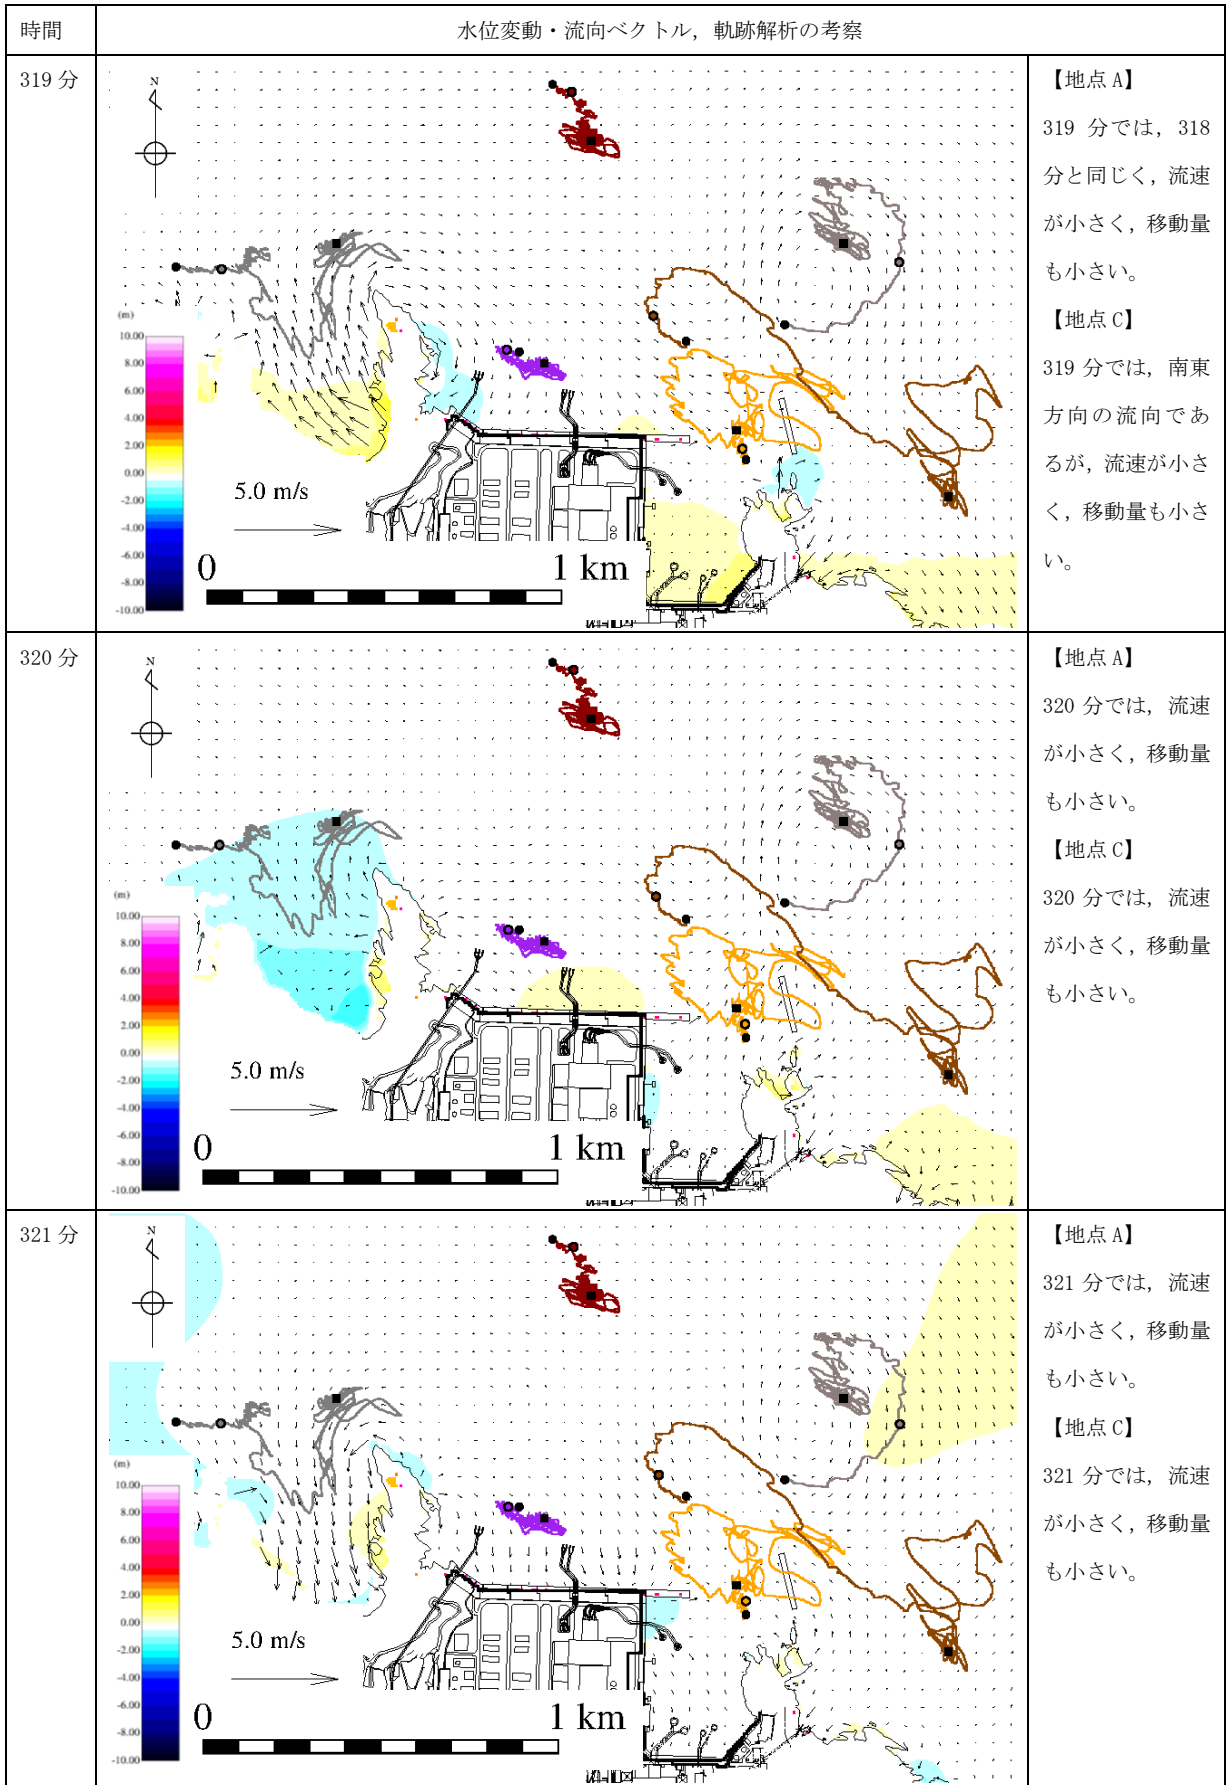 時間
水位変動・流向ベクトル，軌跡解析の考察
319 分
N
(m)
10.00
8.00
6.00
4.00
2.00
0.00
-2.00
-4.00
-6.00
-8.00
-10.00
5.0 m/s
0
1 km
【地点 A】
319 分では，318
分と同じく，流速
が小さく，移動量
も小さい。
【地点 C】
319 分では，南東
方向の流向であ
るが，流速が小さ
く，移動量も小さ
い。
320 分
N
(m)
10.00
8.00
6.00
4.00
2.00
0.00
-2.00
-4.00
-6.00
-8.00
-10.00
5.0 m/s
0
1 km
【地点 A】
320 分では，流速
が小さく，移動量
も小さい。
【地点 C】
320 分では，流速
が小さく，移動量
も小さい。
321 分
N
(m)
10.00
8.00
6.00
4.00
2.00
0.00
-2.00
-4.00
-6.00
-8.00
-10.00
5.0 m/s
0
1 km
【地点 A】
321 分では，流速
が小さく，移動量
も小さい。
【地点 C】
321 分では，流速
が小さく，移動量
も小さい。